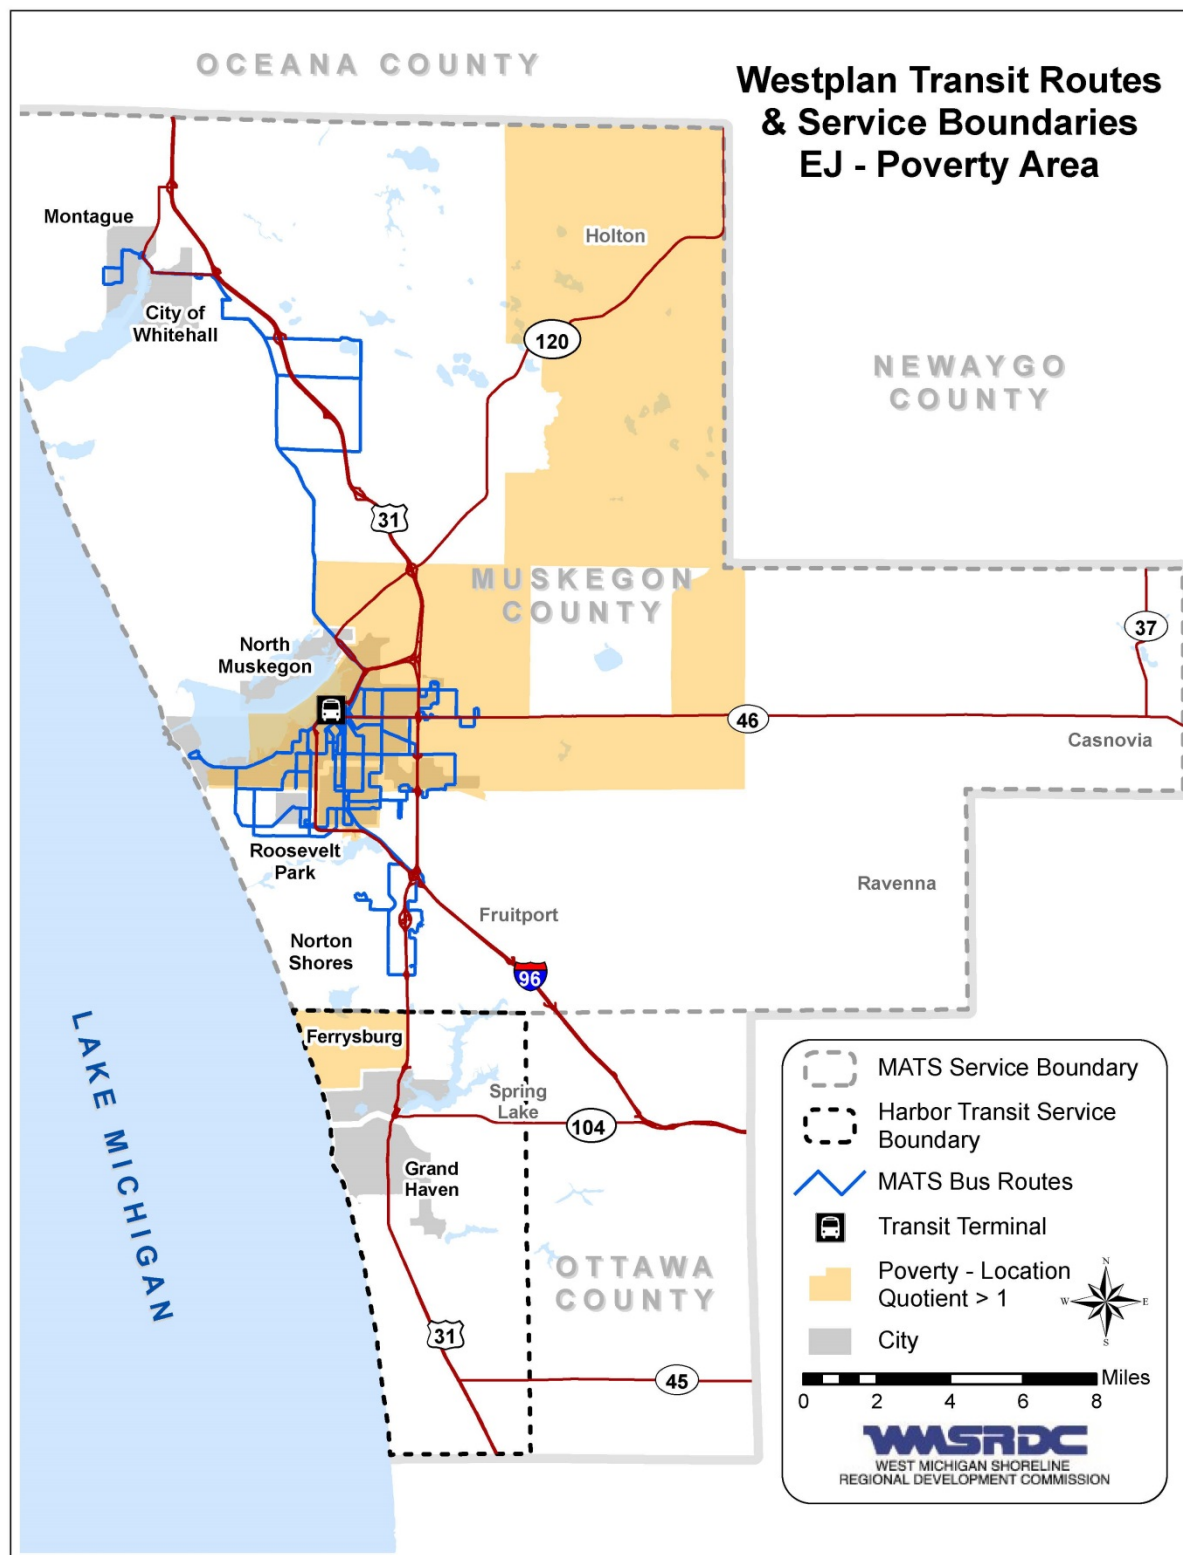 OCEANA COUNTY
Westplan Transit Routes
& Service Boundaries
EJ - Poverty Area
Montague
Holton
City of
Whitehall
120
NEWAYGO
COUNTY
31
MUSKEGON
COUNTY
37
North
Muskegon
46
Casnovia
Roosevelt
Park
Ravenna
Fruitport
Norton
Shores
96
LAKE MICHIGAN
Ferrysburg
Spring
Lake
104
Grand
Haven
OTTAWA
COUNTY
31
45
MATS Service Boundary
Harbor Transit Service
Boundary
MATS Bus Routes
Transit Terminal
Poverty - Location
Quotient > 1
N
W
E
S
City
Miles
0 2 4 6 8
WMSRDC
WEST MICHIGAN SHORELINE
REGIONAL DEVELOPMENT COMMISSION